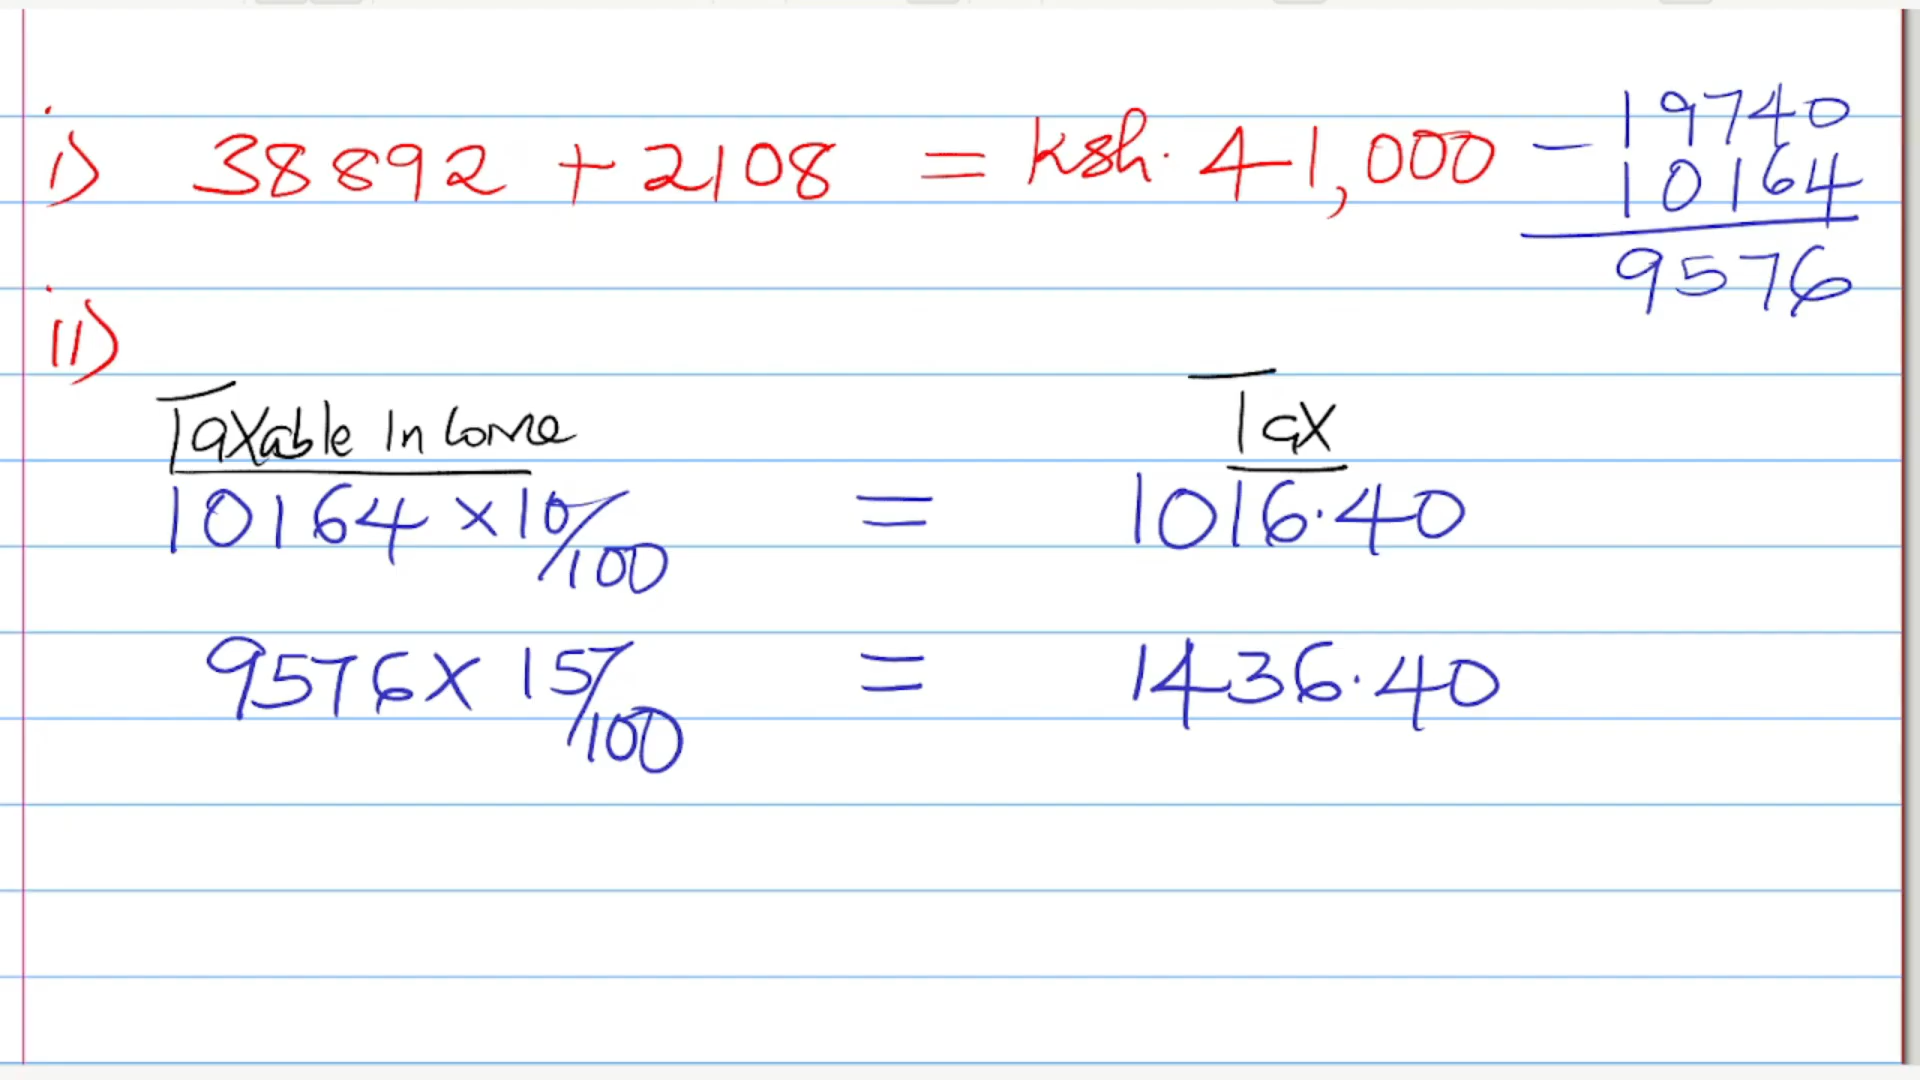 i) 38892 + 2108 = Ksh. 41,000
- 19740
10164
9576
ii)
Taxable Income Tax
10164 x 10/100 = 1016.40
9576 x 15/100 = 1436.40